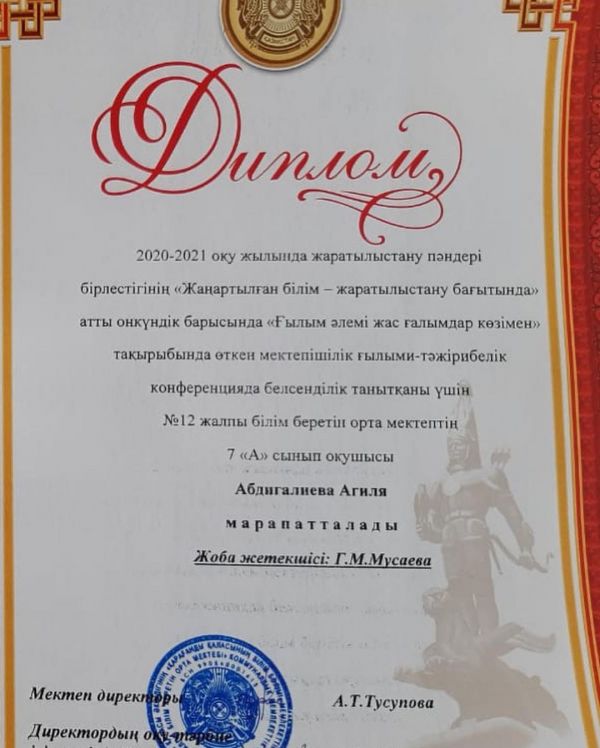 Диплом
2020-2021 оқу жылында жаратылыстану пәндері
бірлестігінің «Жаңартылған білім – жаратылыстану бағытында»
атты онкүндік барысында «Ғылым әлемі жас ғалымдар көзімен»
тақырыбында өткен мектепішілік ғылыми-тәжірибелік
конференцияда белсенділік танытқаны үшін
№12 жалпы білім беретін орта мектептің
7 «А» сынып оқушысы
Абдигалиева Агиля
марапатталады
Жоба жетекшісі: Г.М.Мусаева
Мектеп директоры А.Т.Тусупова
Директордың оқу-тәрбие